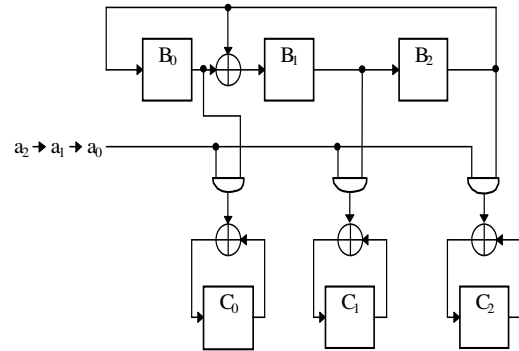 B₀ B₁ B₂
a₂ → a₁ → a₀
C₀ C₁ C₂